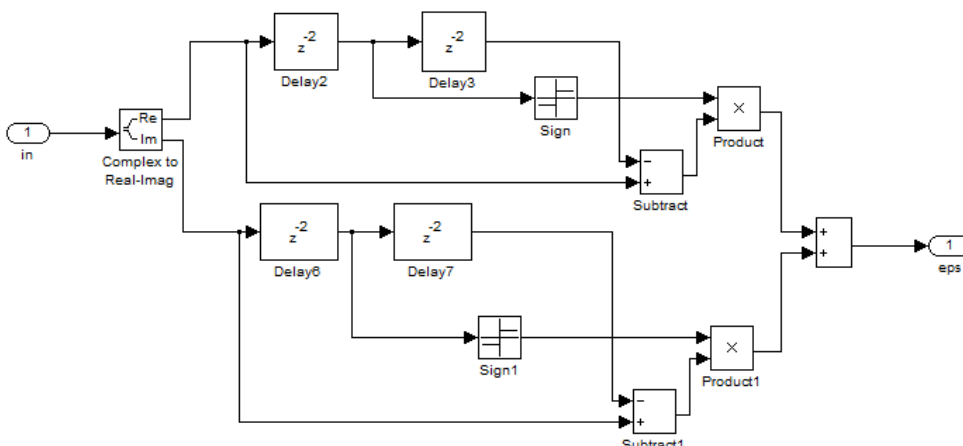 z-2
Delay2
z-2
Delay3
Re
Im
1
in
Complex to
Real-Imag
Sign
×
Product
−
+
Subtract
z-2
Delay6
z-2
Delay7
+
+
1
eps
Sign1
×
Product1
−
+
Subtract1